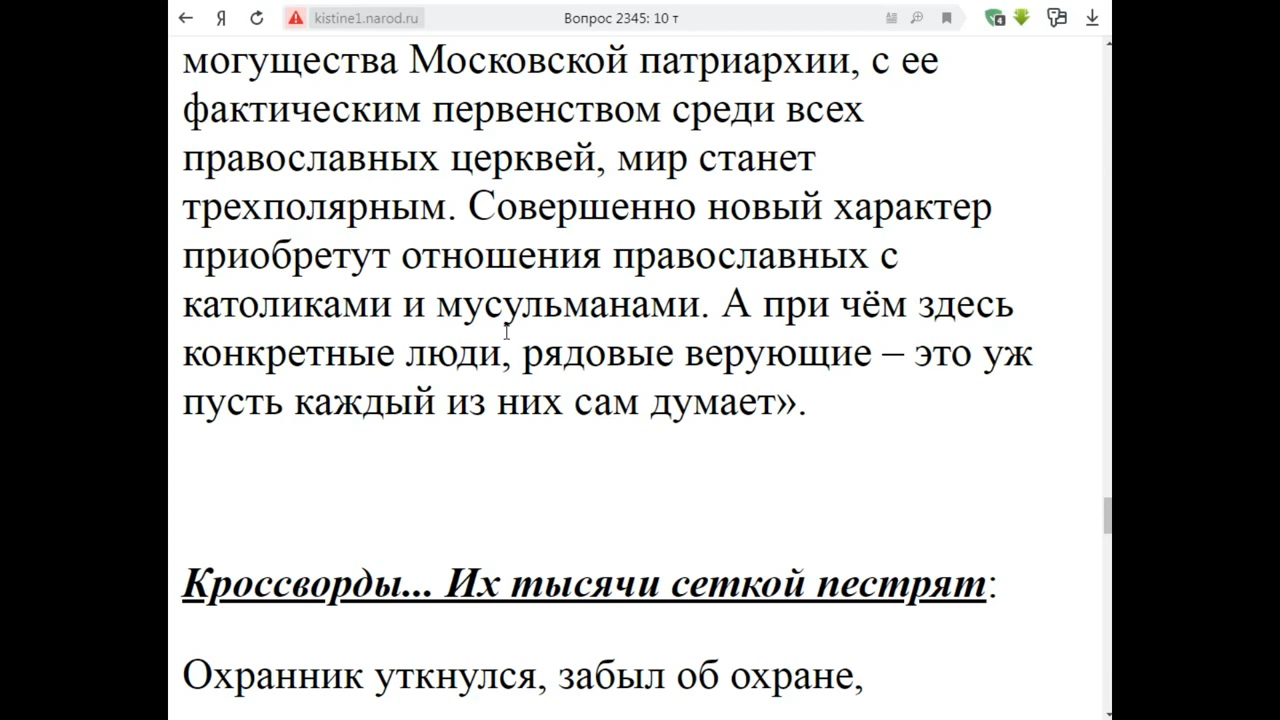 Я kistine1.narod.ru Вопрос 2345: 10 т 4
могущества Московской патриархии, с ее
фактическим первенством среди всех
православных церквей, мир станет
трехполярным. Совершенно новый характер
приобретут отношения православных с
католиками и мусульманами. А при чём здесь
конкретные люди, рядовые верующие – это уж
пусть каждый из них сам думает».
Кроссворды... Их тысячи сеткой пестрят:
Охранник уткнулся, забыл об охране,